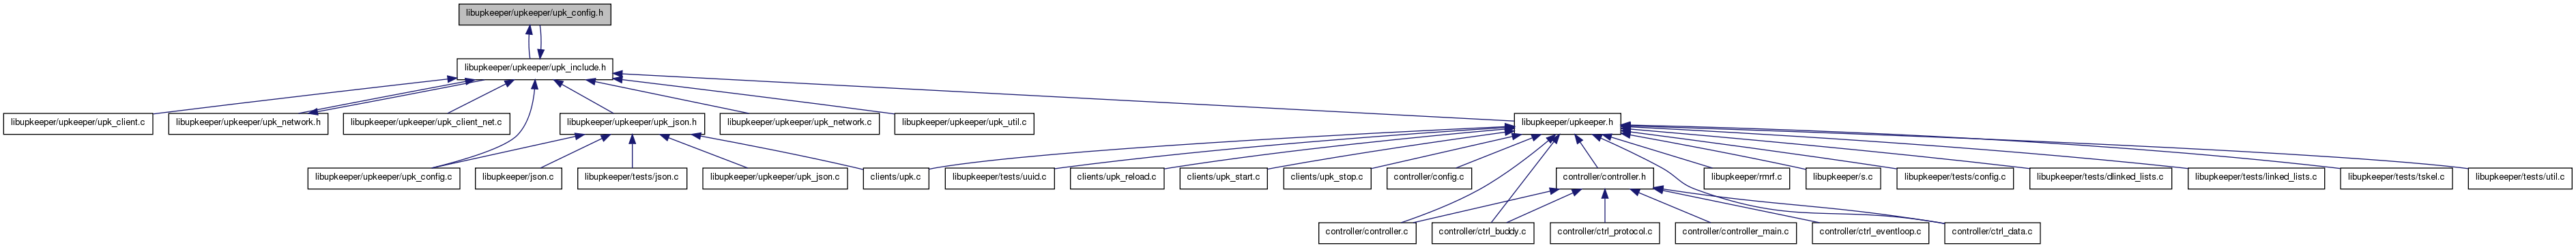 libupkeeper/upkeeper/upk_config.h
libupkeeper/upkeeper/upk_include.h
libupkeeper/upkeeper/upk_client.c
libupkeeper/upkeeper/upk_network.h
libupkeeper/upkeeper/upk_client_net.c
libupkeeper/upkeeper/upk_json.h
libupkeeper/upkeeper/upk_network.c
libupkeeper/upkeeper/upk_util.c
libupkeeper/upkeeper.h
libupkeeper/upkeeper/upk_config.c
libupkeeper/json.c
libupkeeper/tests/json.c
libupkeeper/upkeeper/upk_json.c
clients/upk.c
libupkeeper/tests/uuid.c
clients/upk_reload.c
clients/upk_start.c
clients/upk_stop.c
controller/config.c
controller/controller.h
libupkeeper/rmrf.c
libupkeeper/s.c
libupkeeper/tests/config.c
libupkeeper/tests/dlinked_lists.c
libupkeeper/tests/linked_lists.c
libupkeeper/tests/tskel.c
libupkeeper/tests/util.c
controller/controller.c
controller/ctrl_buddy.c
controller/ctrl_protocol.c
controller/controller_main.c
controller/ctrl_eventloop.c
controller/ctrl_data.c